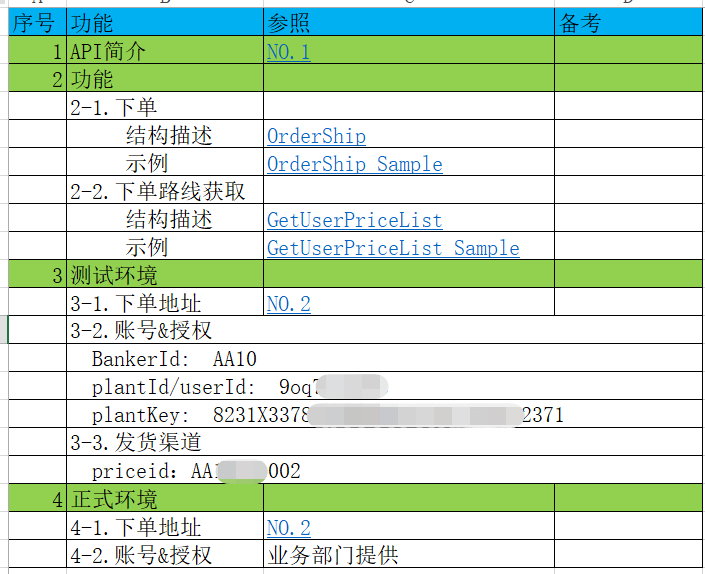 序号 功能 参照 备考
1 API简介 NO.1
2 功能
2-1.下单
结构描述 OrderShip
示例 OrderShip Sample
2-2.下单路线获取
结构描述 GetUserPriceList
示例 GetUserPriceList Sample
3 测试环境
3-1.下单地址 NO.2
3-2.账号&授权
BankerId: AA10
plantId/userId: 9oq
plantKey: 8231X3378 2371
3-3.发货渠道
priceid：AA 002
4 正式环境
4-1.下单地址 NO.2
4-2.账号&授权 业务部门提供